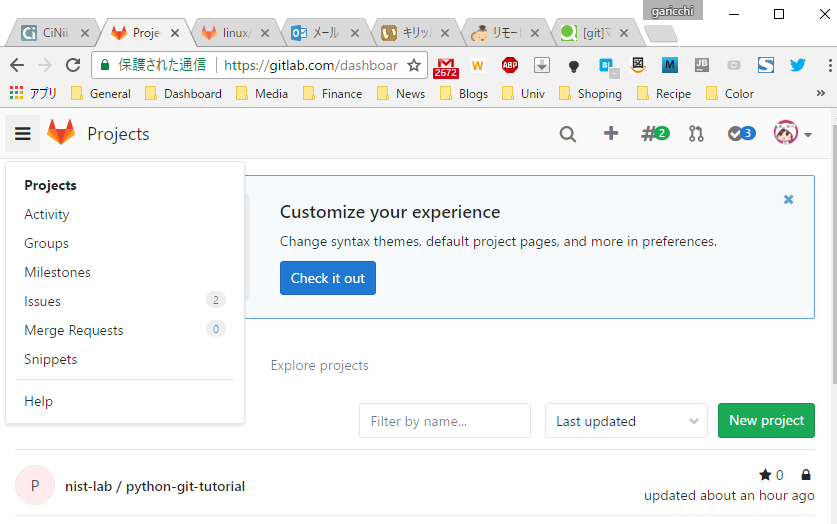 garicchi
CiNii
Projec
linux/
メール
キリッ
リモー
[git]マ
保護された通信
https://gitlab.com/dashboar
2672
W
ABP
B!
M
JB
S
アプリ
General
Dashboard
Media
Finance
News
Blogs
Univ
Shoping
Recipe
Color
»
Projects
2
3
Projects
Activity
Groups
Milestones
Issues 2
Merge Requests 0
Snippets
Help
Customize your experience
Change syntax themes, default project pages, and more in preferences.
Check it out
Explore projects
Filter by name...
Last updated
New project
P
nist-lab / python-git-tutorial
0
updated about an hour ago